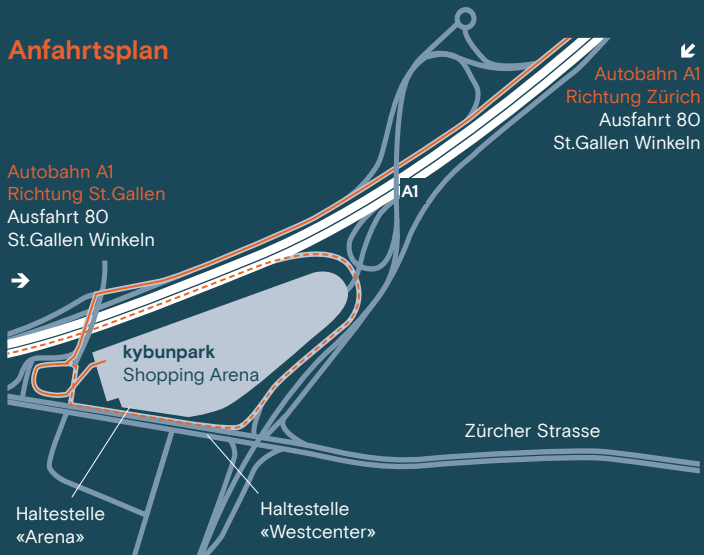 Anfahrtsplan
Autobahn A1
Richtung Zürich
Ausfahrt 80
St.Gallen Winkeln
Autobahn A1
Richtung St.Gallen
Ausfahrt 80
St.Gallen Winkeln
A1
kybunpark
Shopping Arena
Zürcher Strasse
Haltestelle
«Arena»
Haltestelle
«Westcenter»